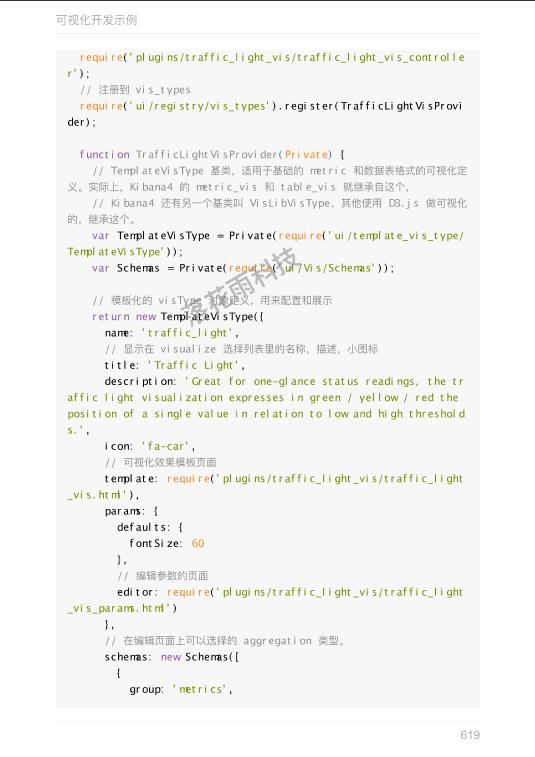 可视化开发示例
require('plugins/traffic_light_vis/traffic_light_vis_controlle
r');
// 注册到 vis_types
require('ui/registry/vis_types').register(TrafficLightVisProvi
der);
function TrafficLightVisProvider(Private) {
// TemplateVisType 基类，适用于基础的 metric 和数据表格式的可视化定
义。实际上，Kibana4 的 metric_vis 和 table_vis 就继承自这个，
// Kibana4 还有另一个基类叫 VisLibVisType，其他使用 D3.js 做可视化
的，继承这个。
var TemplateVisType = Private(require('ui/template_vis_type/
TemplateVisType'));
var Schemas = Private(require('ui/Vis/Schemas'));
// 模板化的 visType 对象定义，用来配置和展示
return new TemplateVisType({
name: 'traffic_light',
// 显示在 visualize 选择列表里的名称，描述，小图标
title: 'Traffic Light',
description: 'Great for one-glance status readings, the tr
affic light visualization expresses in green / yellow / red the
position of a single value in relation to low and high threshold
s.',
icon: 'fa-car',
// 可视化效果模板页面
template: require('plugins/traffic_light_vis/traffic_light
_vis.html'),
params: {
defaults: {
fontSize: 60
},
// 编辑参数的页面
editor: require('plugins/traffic_light_vis/traffic_light
_vis_params.html')
},
// 在编辑页面上可以选择的 aggregation 类型。
schemas: new Schemas([
{
group: 'metrics',
落花雨科技
619